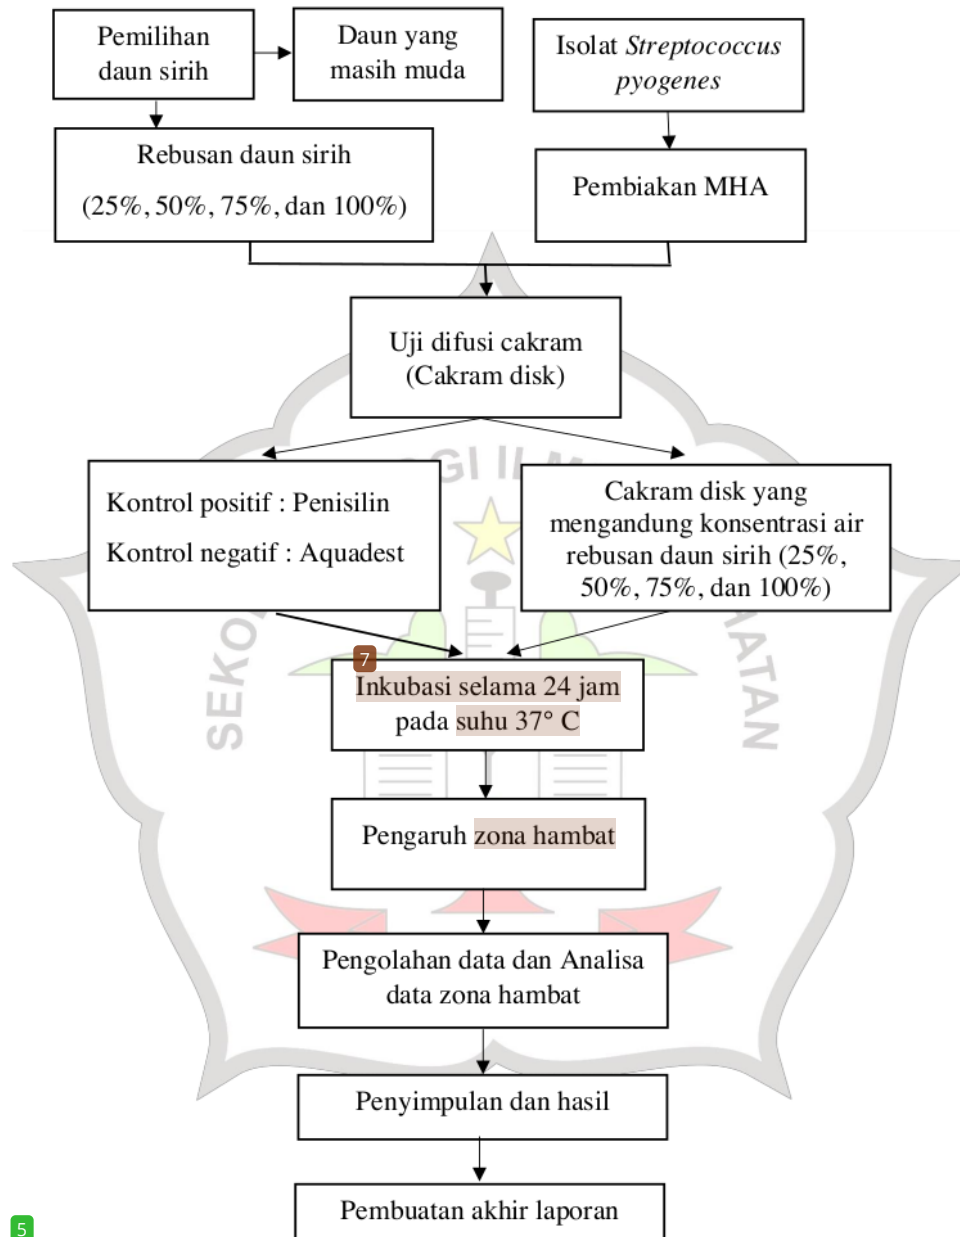 Pemilihan
daun sirih
Daun yang
masih muda
Isolat Streptococcus
pyogenes
Rebusan daun sirih
(25%, 50%, 75%, dan 100%)
Pembiakan MHA
Uji difusi cakram
(Cakram disk)
Kontrol positif : Penisilin
Kontrol negatif : Aquadest
Cakram disk yang
mengandung konsentrasi air
rebusan daun sirih (25%,
50%, 75%, dan 100%)
7
Inkubasi selama 24 jam
pada suhu 37° C
Pengaruh zona hambat
Pengolahan data dan Analisa
data zona hambat
Penyimpulan dan hasil
Pembuatan akhir laporan
5